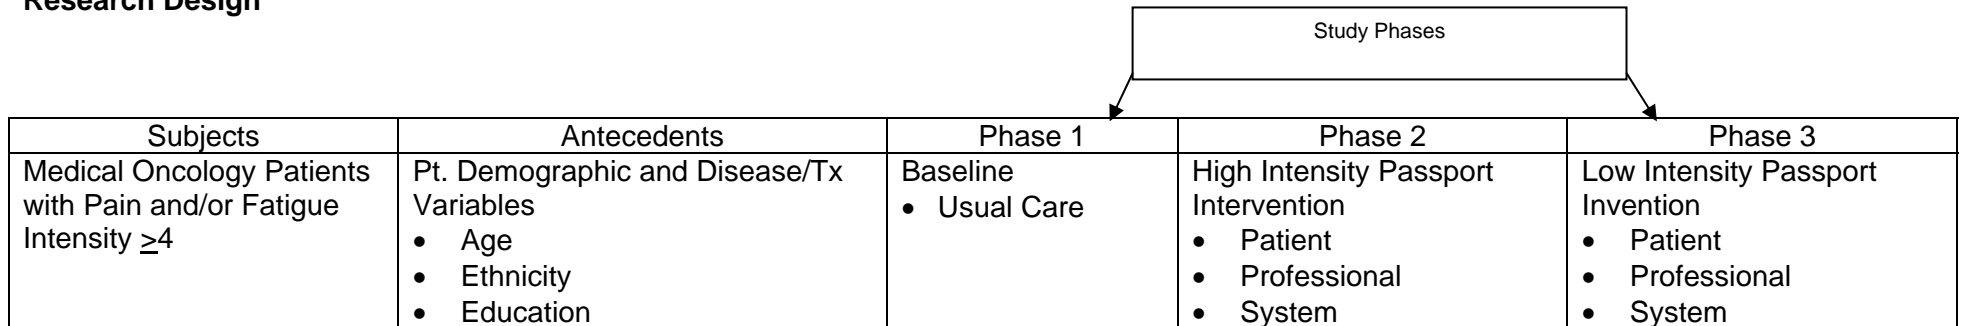 Research Design
Study Phases
Subjects
Antecedents
Phase 1
Phase 2
Phase 3
Medical Oncology Patients
with Pain and/or Fatigue
Intensity >4
Pt. Demographic and Disease/Tx
Variables
• Age
• Ethnicity
• Education
Baseline
• Usual Care
High Intensity Passport
Intervention
• Patient
• Professional
• System
Low Intensity Passport
Invention
• Patient
• Professional
• System